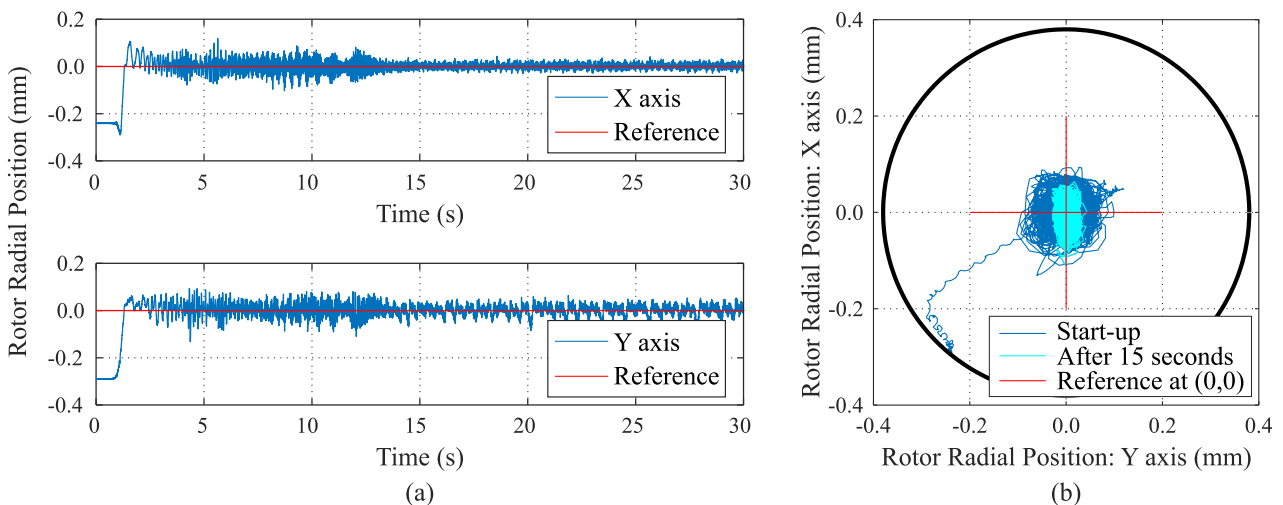 Rotor Radial Position (mm)
0.2
0.0
-0.2
-0.4
X axis
Reference
0 5 10 15 20 25 30
Time (s)
0.2
0.0
-0.2
-0.4
Y axis
Reference
0 5 10 15 20 25 30
Time (s)
(a)
Rotor Radial Position: X axis (mm)
0.4
0.2
0.0
-0.2
-0.4
Start-up
After 15 seconds
Reference at (0,0)
-0.4 -0.2 0.0 0.2 0.4
Rotor Radial Position: Y axis (mm)
(b)